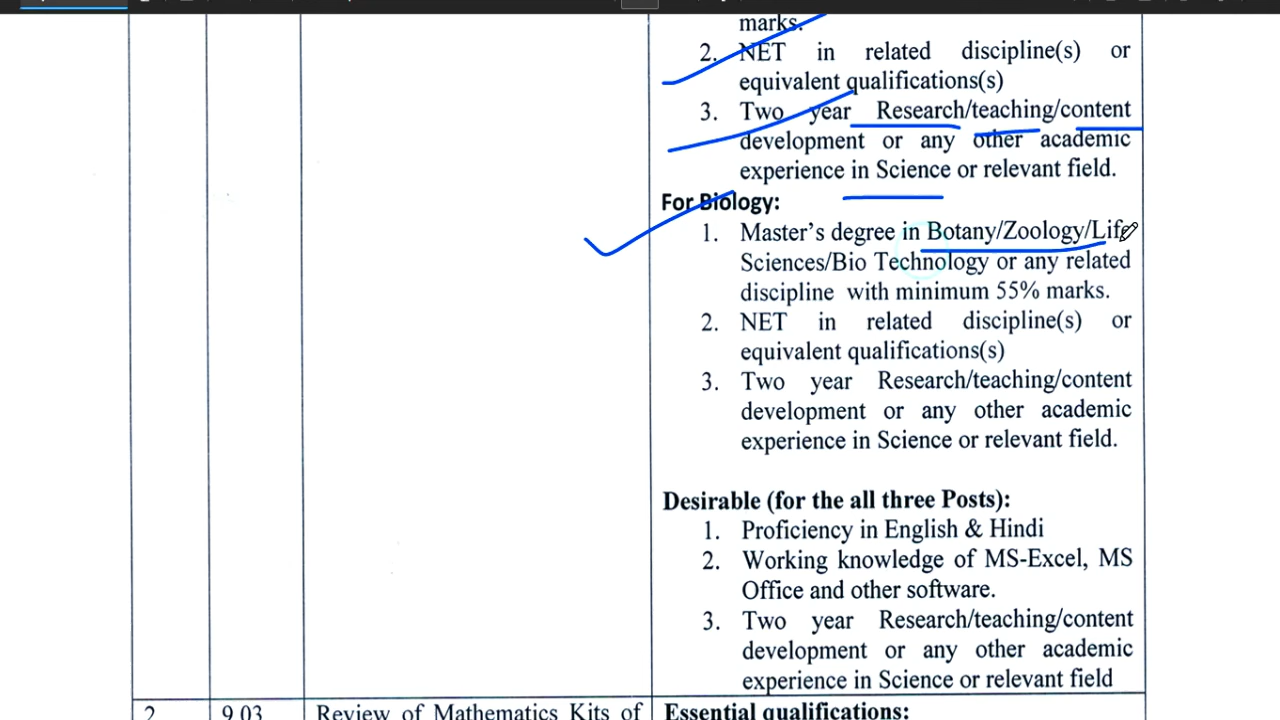 marks.
2. NET in related discipline(s) or
equivalent qualifications(s)
3. Two year Research/teaching/content
development or any other academic
experience in Science or relevant field.
For Biology:
1. Master's degree in Botany/Zoology/Life
Sciences/Bio Technology or any related
discipline with minimum 55% marks.
2. NET in related discipline(s) or
equivalent qualifications(s)
3. Two year Research/teaching/content
development or any other academic
experience in Science or relevant field.
Desirable (for the all three Posts):
1. Proficiency in English & Hindi
2. Working knowledge of MS-Excel, MS
Office and other software.
3. Two year Research/teaching/content
development or any other academic
experience in Science or relevant field
2 9.03 Review of Mathematics Kits of Essential qualifications: